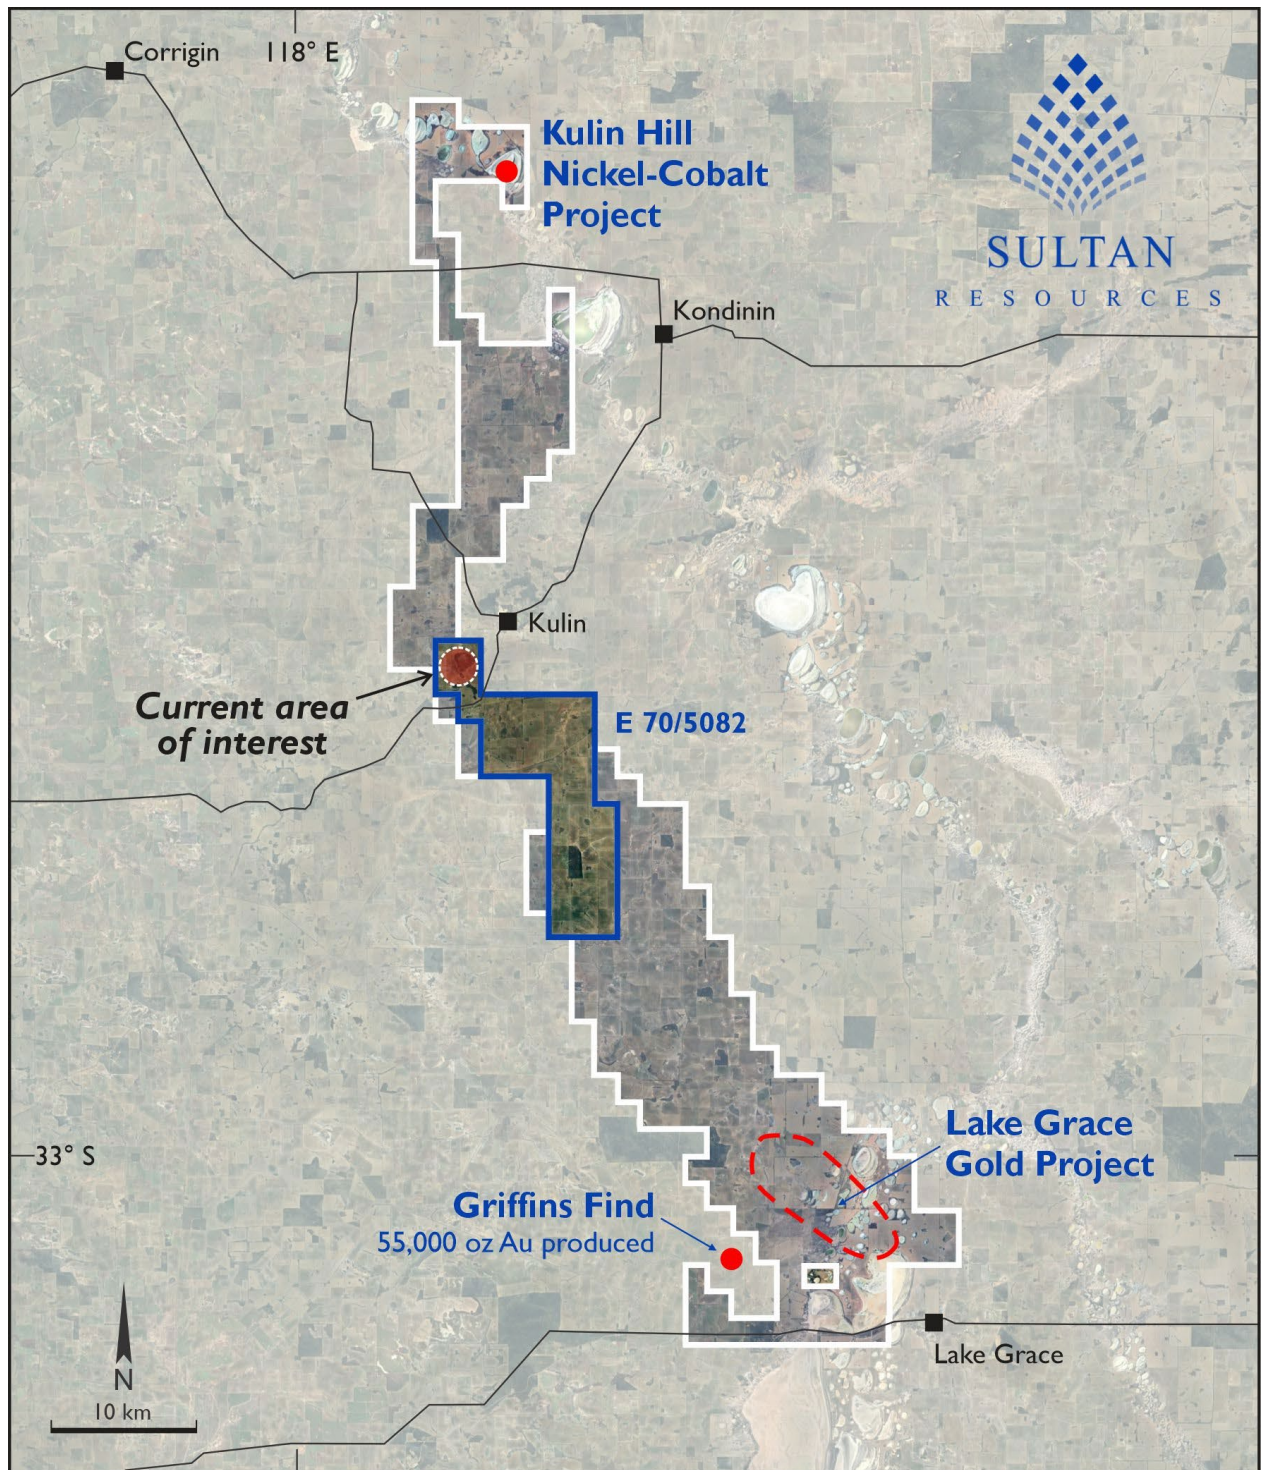 Corrigin
118° E
Kulin Hill
Nickel-Cobalt
Project
SULTAN
RESOURCES
Kondinin
Kulin
Current area
of interest
E 70/5082
Lake Grace
Gold Project
33° S
Griffins Find
55,000 oz Au produced
Lake Grace
N
10 km